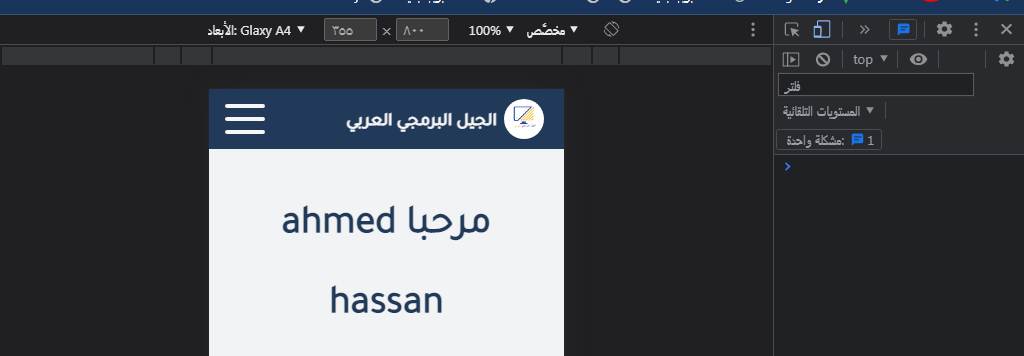 الأبعاد: Glaxy A4 ٣٥٥ × ٨٠٠ 100% مخصَّص
top
فلتر
المستويات التلقائية
مشكلة واحدة: 1
الجيل البرمجي العربي
مرحبا ahmed
hassan